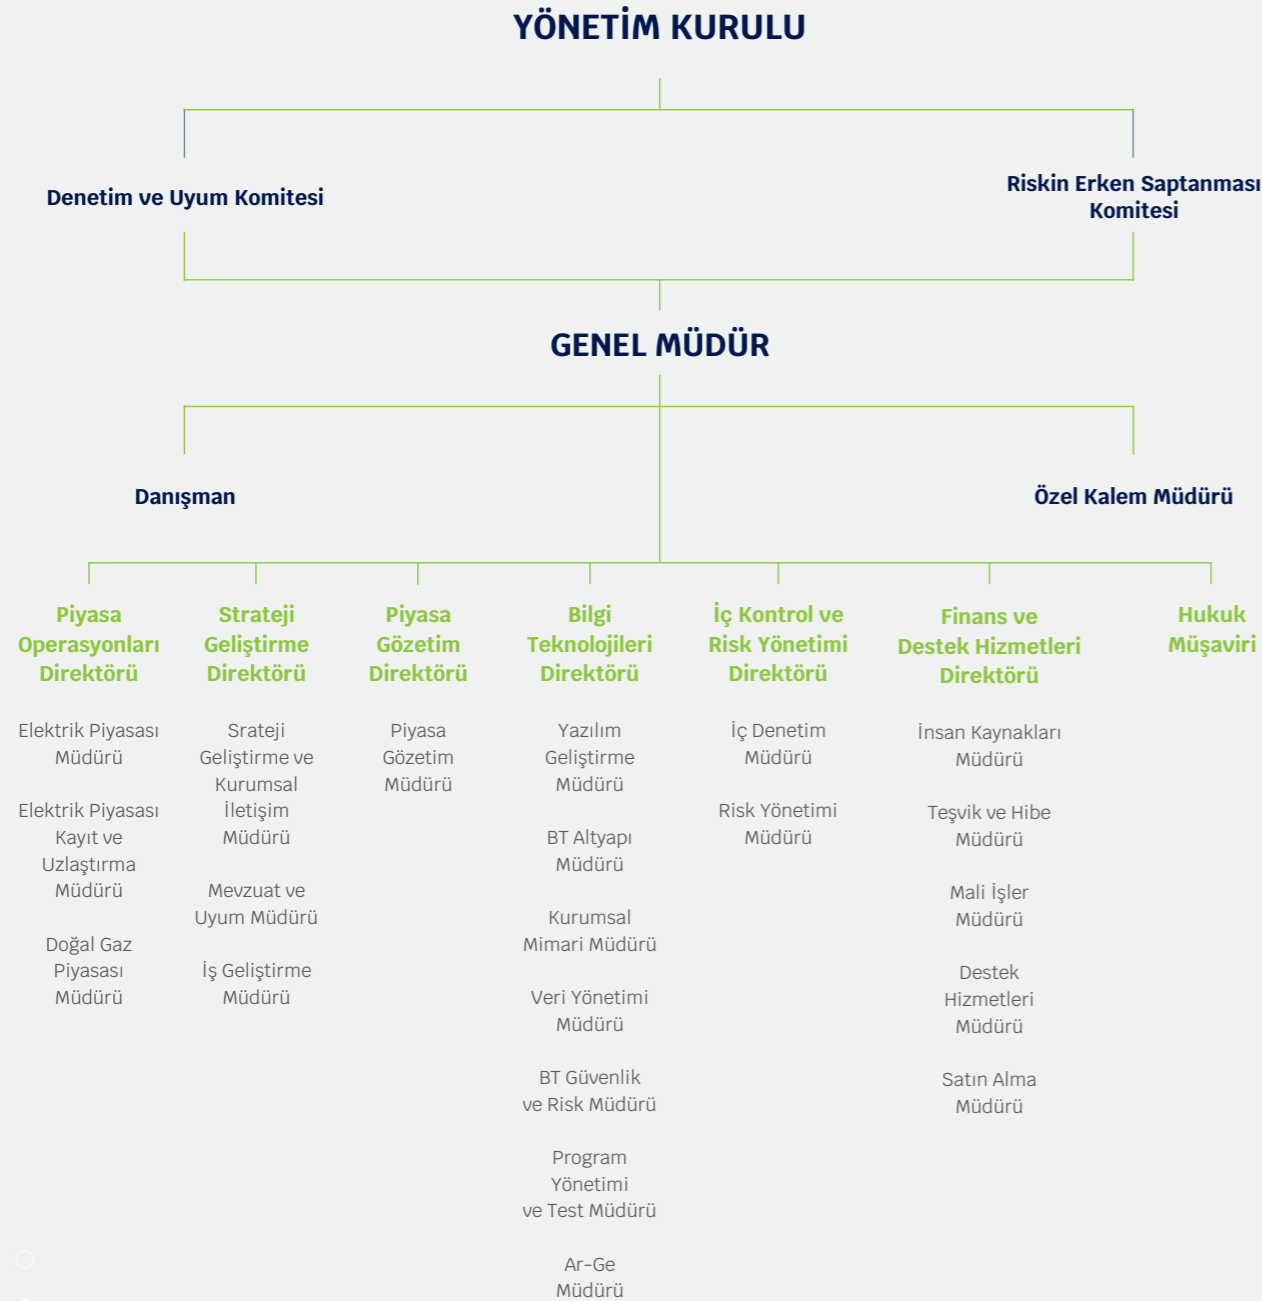 YÖNETİM KURULU
Denetim ve Uyum Komitesi
Riskin Erken Saptanması
Komitesi
GENEL MÜDÜR
Danışman
Özel Kalem Müdürü
Piyasa
Operasyonları
Direktörü
Elektrik Piyasası
Müdürü
Elektrik Piyasası
Kayıt ve
Uzlaştırma
Müdürü
Doğal Gaz
Piyasası
Müdürü
Strateji
Geliştirme
Direktörü
Srateji
Geliştirme ve
Kurumsal
İletişim
Müdürü
Mevzuat ve
Uyum Müdürü
İş Geliştirme
Müdürü
Piyasa
Gözetim
Direktörü
Piyasa
Gözetim
Müdürü
Bilgi
Teknolojileri
Direktörü
Yazılım
Geliştirme
Müdürü
BT Altyapı
Müdürü
Kurumsal
Mimari Müdürü
Veri Yönetimi
Müdürü
BT Güvenlik
ve Risk Müdürü
Program
Yönetimi
ve Test Müdürü
Ar-Ge
Müdürü
İç Kontrol ve
Risk Yönetimi
Direktörü
İç Denetim
Müdürü
Risk Yönetimi
Müdürü
Finans ve
Destek Hizmetleri
Direktörü
İnsan Kaynakları
Müdürü
Teşvik ve Hibe
Müdürü
Mali İşler
Müdürü
Destek
Hizmetleri
Müdürü
Satın Alma
Müdürü
Hukuk
Müşaviri